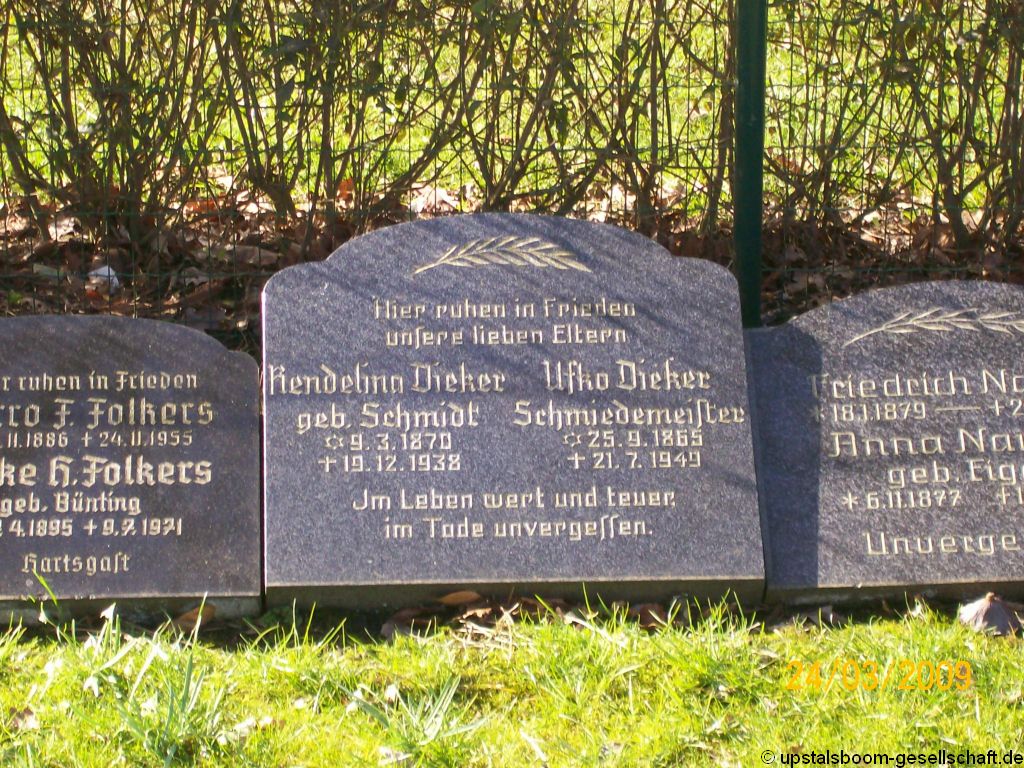 ruhen in Frieden
F. Folkers
11.1886 + 24.11.1955
H. Folkers
geb. Bünting
4.1895 + 9.7.1971
Hartsgast
Hier ruhen in Frieden
unsere lieben Eltern
Rendelina Dieker
geb. Schmidt
9.3.1870
+ 19.12.1938
Ufko Dieker
Schmiedemeister
25.9.1865
+ 21.7.1949
Im Leben wert und teuer,
im Tode unvergessen.
Friedrich
* 18.1.1879
Anna
geb.
* 6.11.1877
24/03/2009
© upstalsboom-gesellschaft.de